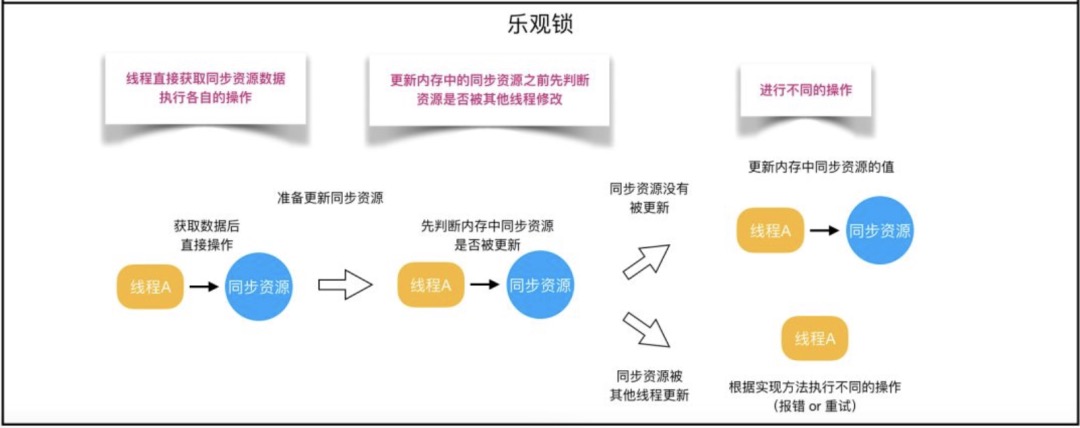 乐观锁
线程直接获取同步资源数据
执行各自的操作
更新内存中的同步资源之前先判断
资源是否被其他线程修改
进行不同的操作
准备更新同步资源
获取数据后
直接操作
线程A
同步资源
先判断内存中同步资源
是否被更新
线程A
同步资源
同步资源没有
被更新
更新内存中同步资源的值
线程A
同步资源
同步资源被
其他线程更新
线程A
根据实现方法执行不同的操作
（报错 or 重试）